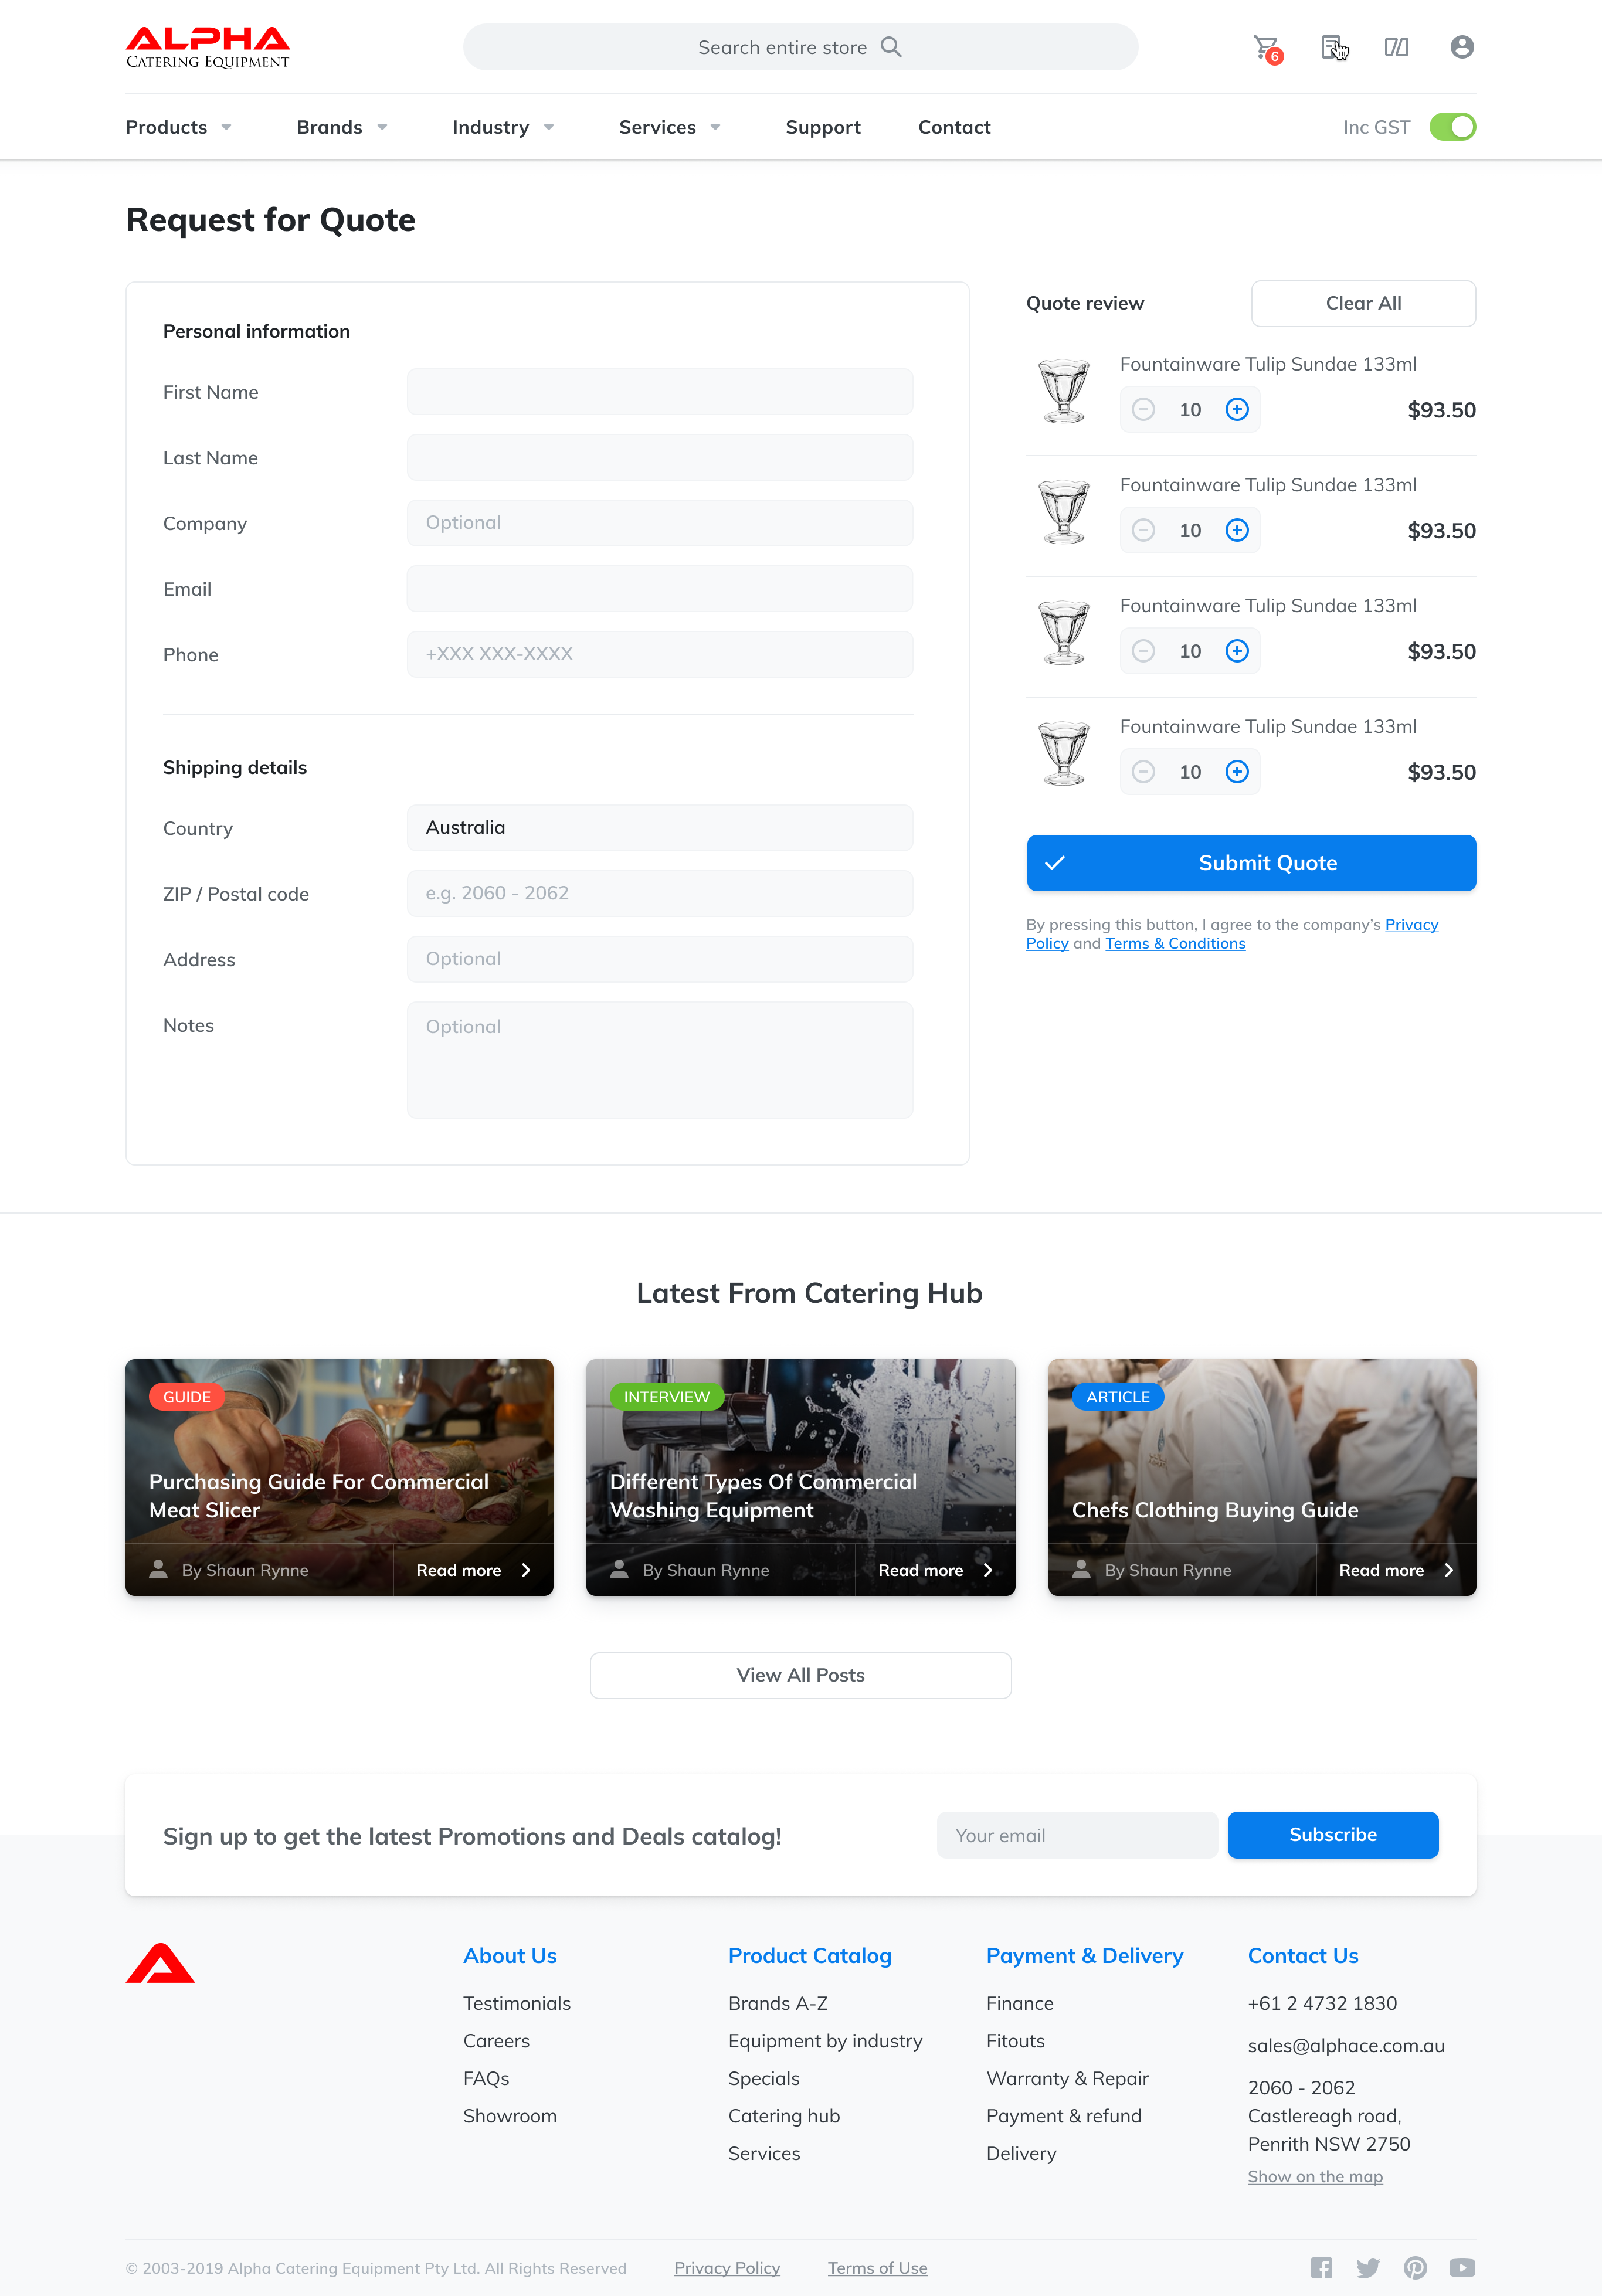 ALPHA
CATERING EQUIPMENT
Search entire store
6
Products
Brands
Industry
Services
Support
Contact
Inc GST
Request for Quote
Personal information
First Name
Last Name
Company
Optional
Email
Phone
+XXX XXX-XXXX
Shipping details
Country
Australia
ZIP / Postal code
e.g. 2060 - 2062
Address
Optional
Notes
Optional
Quote review
Clear All
Fountainware Tulip Sundae 133ml
10
$93.50
Fountainware Tulip Sundae 133ml
10
$93.50
Fountainware Tulip Sundae 133ml
10
$93.50
Fountainware Tulip Sundae 133ml
10
$93.50
Submit Quote
By pressing this button, I agree to the company's Privacy
Policy and Terms & Conditions
Latest From Catering Hub
GUIDE
Purchasing Guide For Commercial
Meat Slicer
By Shaun Rynne
Read more
INTERVIEW
Different Types Of Commercial
Washing Equipment
By Shaun Rynne
Read more
ARTICLE
Chefs Clothing Buying Guide
By Shaun Rynne
Read more
View All Posts
Sign up to get the latest Promotions and Deals catalog!
Your email
Subscribe
About Us
Testimonials
Careers
FAQs
Showroom
Product Catalog
Brands A-Z
Equipment by industry
Specials
Catering hub
Services
Payment & Delivery
Finance
Fitouts
Warranty & Repair
Payment & refund
Delivery
Contact Us
+61 2 4732 1830
sales@alphace.com.au
2060 - 2062
Castlereagh road,
Penrith NSW 2750
Show on the map
© 2003-2019 Alpha Catering Equipment Pty Ltd. All Rights Reserved
Privacy Policy
Terms of Use